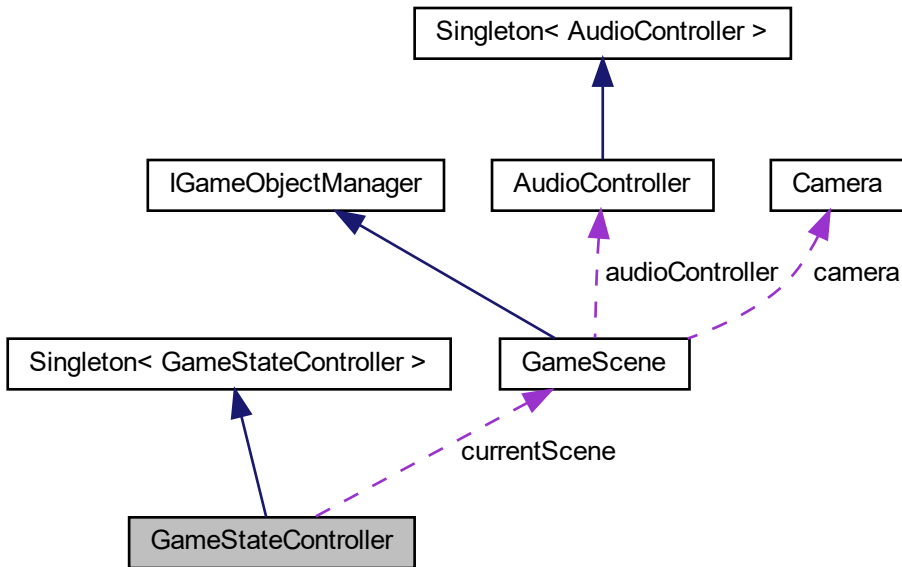 Singleton< AudioController >
IGameObjectManager
AudioController
Camera
audioController
camera
Singleton< GameStateController >
GameScene
currentScene
GameStateController